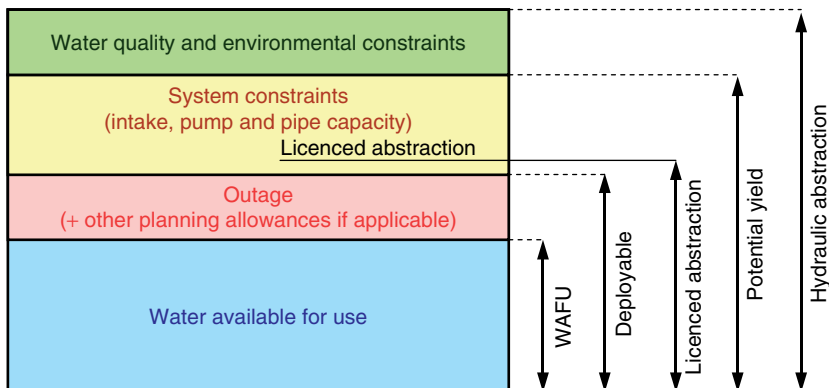 Water quality and environmental constraints
System constraints
(intake, pump and pipe capacity)
Licenced abstraction
Outage
(+ other planning allowances if applicable)
Water available for use
WAFU
Deployable
Licenced abstraction
Potential yield
Hydraulic abstraction